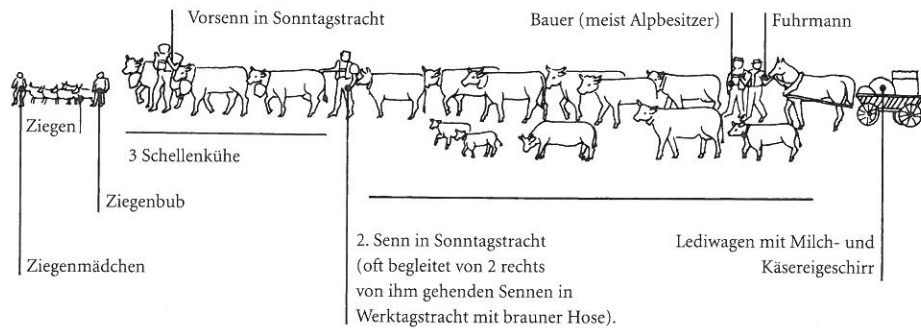 Vorsenn in Sonntagstracht
Bauer (meist Alpbesitzer)
Fuhrmann
Ziegen
3 Schellenkühe
Ziegenbub
Ziegenmädchen
2. Senn in Sonntagstracht
(oft begleitet von 2 rechts
von ihm gehenden Sennen in
Werktagstracht mit brauner Hose).
Lediwagen mit Milch- und
Käsereigeschirr